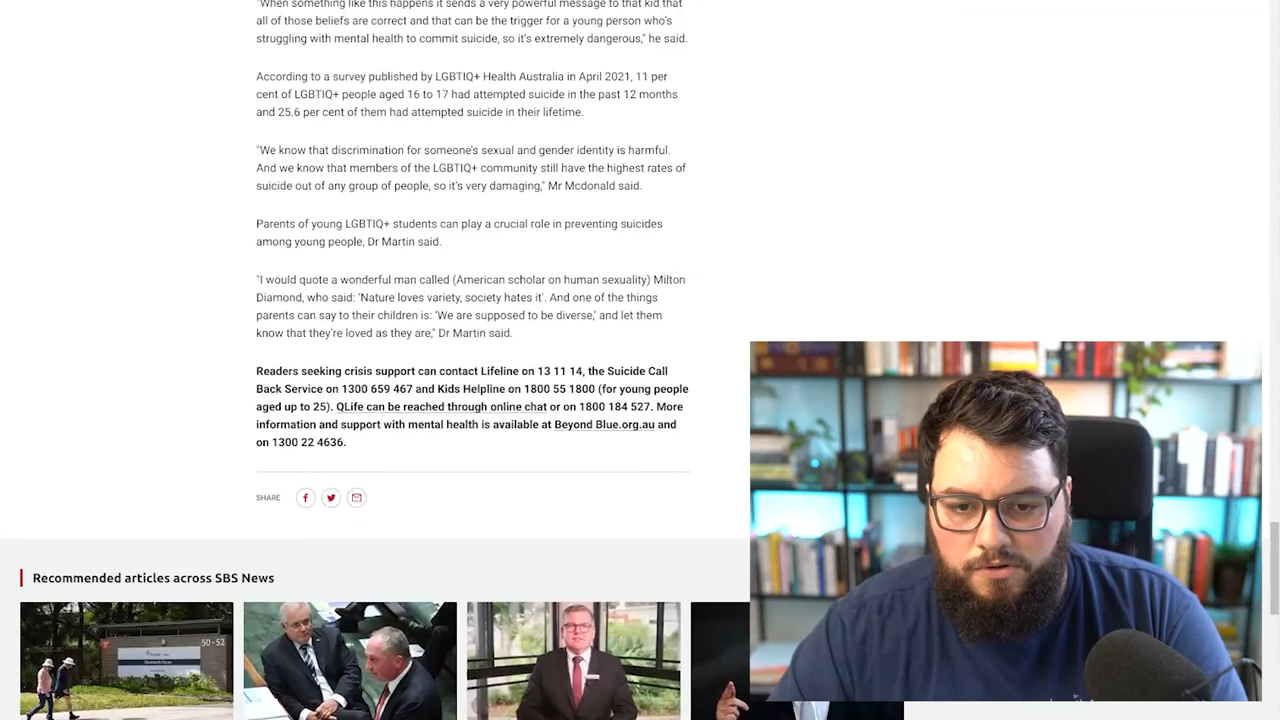 "When something like this happens it sends a very powerful message to that kid that
all of those beliefs are correct and that can be the trigger for a young person who's
struggling with mental health to commit suicide, so it's extremely dangerous," he said.
According to a survey published by LGBTIQ+ Health Australia in April 2021, 11 per
cent of LGBTIQ+ people aged 16 to 17 had attempted suicide in the past 12 months
and 25.6 per cent of them had attempted suicide in their lifetime.
"We know that discrimination for someone's sexual and gender identity is harmful.
And we know that members of the LGBTIQ+ community still have the highest rates of
suicide out of any group of people, so it's very damaging," Mr Mcdonald said.
Parents of young LGBTIQ+ students can play a crucial role in preventing suicides
among young people, Dr Martin said.
"I would quote a wonderful man called (American scholar on human sexuality) Milton
Diamond, who said: 'Nature loves variety, society hates it'. And one of the things
parents can say to their children is: 'We are supposed to be diverse,' and let them
know that they're loved as they are," Dr Martin said.
Readers seeking crisis support can contact Lifeline on 13 11 14, the Suicide Call
Back Service on 1300 659 467 and Kids Helpline on 1800 55 1800 (for young people
aged up to 25). QLife can be reached through online chat or on 1800 184 527. More
information and support with mental health is available at Beyond Blue.org.au and
on 1300 22 4636.
SHARE
Recommended articles across SBS News
50-52